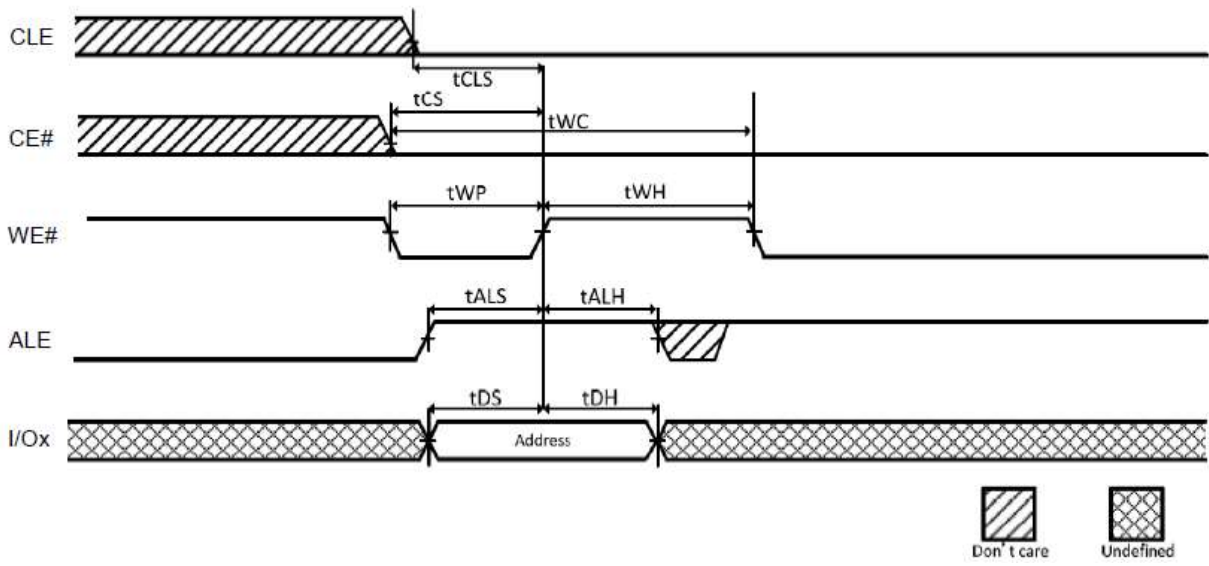 CLE
tCLS
tCS
CE#
tWC
tWP
tWH
WE#
tALS
tALH
ALE
tDS
tDH
I/Ox
Address
Don't care
Undefined